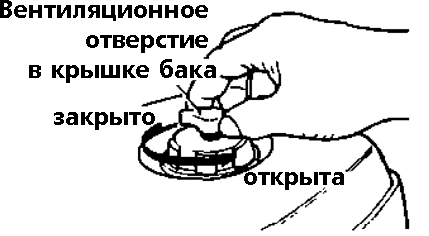 Вентиляционное
отверстие
в крышке бака
закрыто
открыта